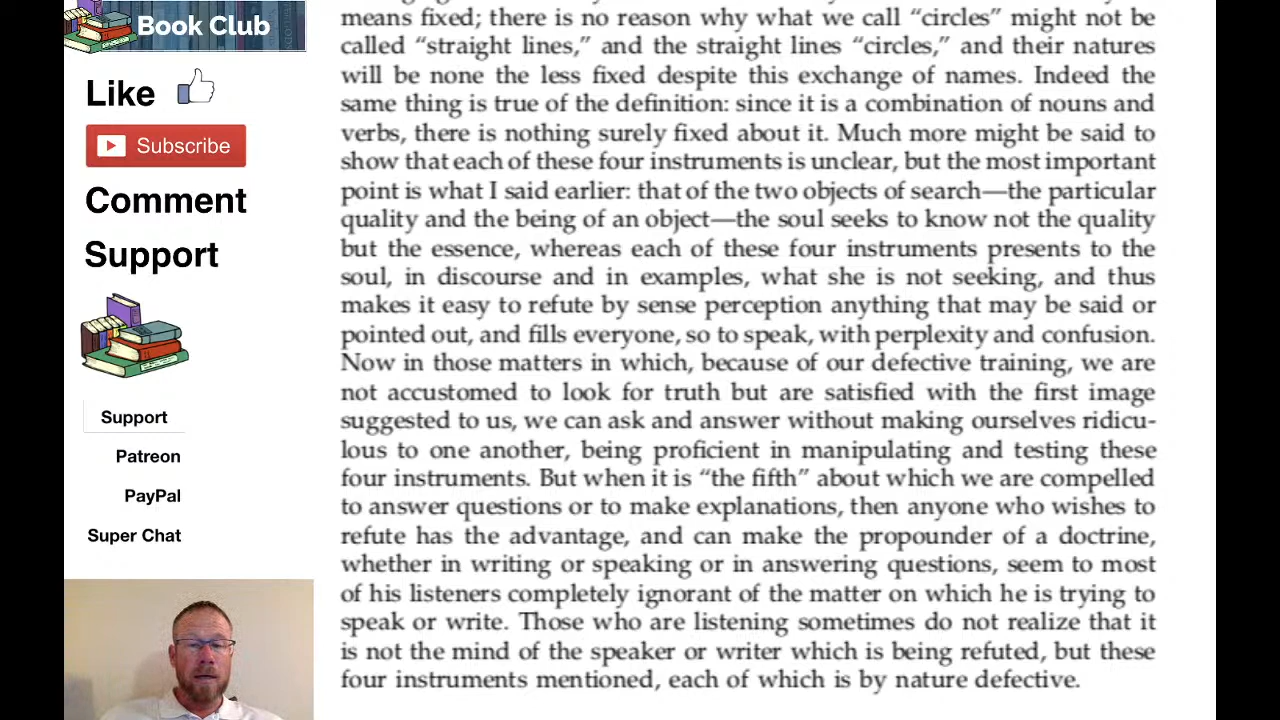 Book Club
Like
Subscribe
Comment
Support
Support
Patreon
PayPal
Super Chat
means fixed; there is no reason why what we call “circles” might not be
called “straight lines,” and the straight lines “circles,” and their natures
will be none the less fixed despite this exchange of names. Indeed the
same thing is true of the definition: since it is a combination of nouns and
verbs, there is nothing surely fixed about it. Much more might be said to
show that each of these four instruments is unclear, but the most important
point is what I said earlier: that of the two objects of search—the particular
quality and the being of an object—the soul seeks to know not the quality
but the essence, whereas each of these four instruments presents to the
soul, in discourse and in examples, what she is not seeking, and thus
makes it easy to refute by sense perception anything that may be said or
pointed out, and fills everyone, so to speak, with perplexity and confusion.
Now in those matters in which, because of our defective training, we are
not accustomed to look for truth but are satisfied with the first image
suggested to us, we can ask and answer without making ourselves ridicu-
lous to one another, being proficient in manipulating and testing these
four instruments. But when it is “the fifth” about which we are compelled
to answer questions or to make explanations, then anyone who wishes to
refute has the advantage, and can make the propounder of a doctrine,
whether in writing or speaking or in answering questions, seem to most
of his listeners completely ignorant of the matter on which he is trying to
speak or write. Those who are listening sometimes do not realize that it
is not the mind of the speaker or writer which is being refuted, but these
four instruments mentioned, each of which is by nature defective.